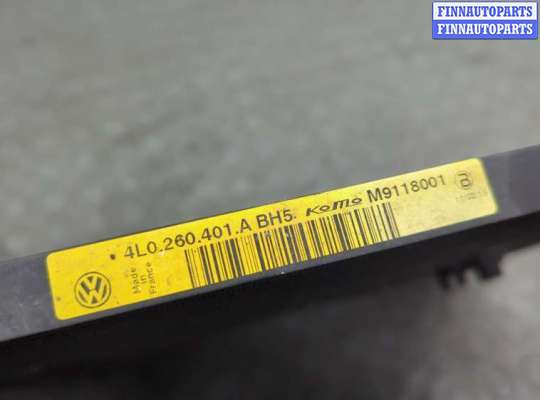 FINNAUTOPARTS
FINNAUTOPARTS
4L0.260.401.A BH5 KOMO M9118001
Made
in
France